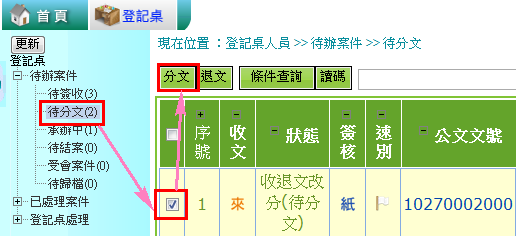 首頁 登記桌
更新
登記桌
待辦案件
待簽收(3)
待分文(2)
承辦中(1)
待結案(0)
受會案件(0)
待歸檔(0)
已處理案件
登記桌處理
現在位置 ：登記桌人員 >> 待辦案件 >> 待分文
分文 退文 條件查詢 讀碼
序號 收文 狀態 簽核 速別 公文文號
1 來 收退文改分(待分文) 紙 10270002000